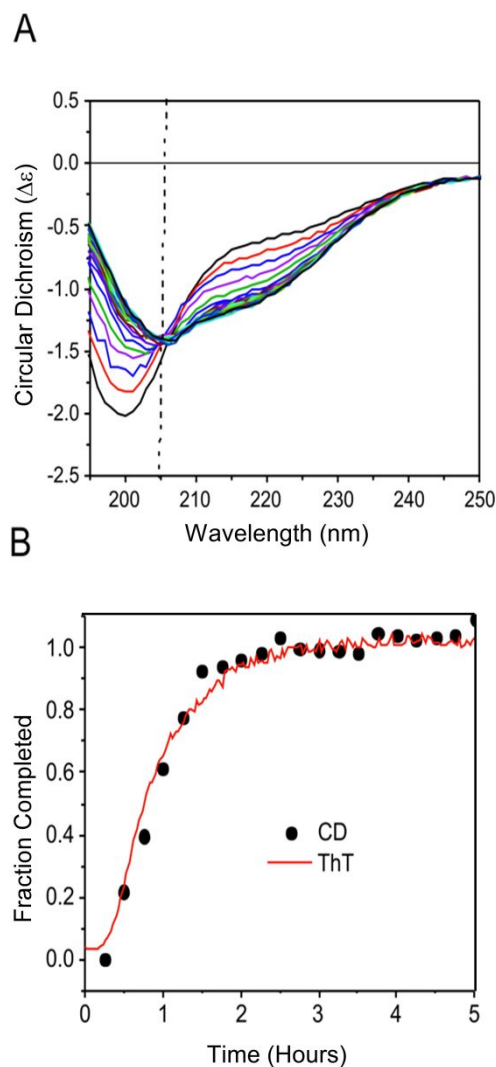 A
0.5
0.0
-0.5
-1.0
-1.5
-2.0
-2.5
Circular Dichroism (Δε)
200 210 220 230 240 250
Wavelength (nm)
B
1.0
0.8
0.6
0.4
0.2
0.0
Fraction Completed
CD
ThT
0 1 2 3 4 5
Time (Hours)